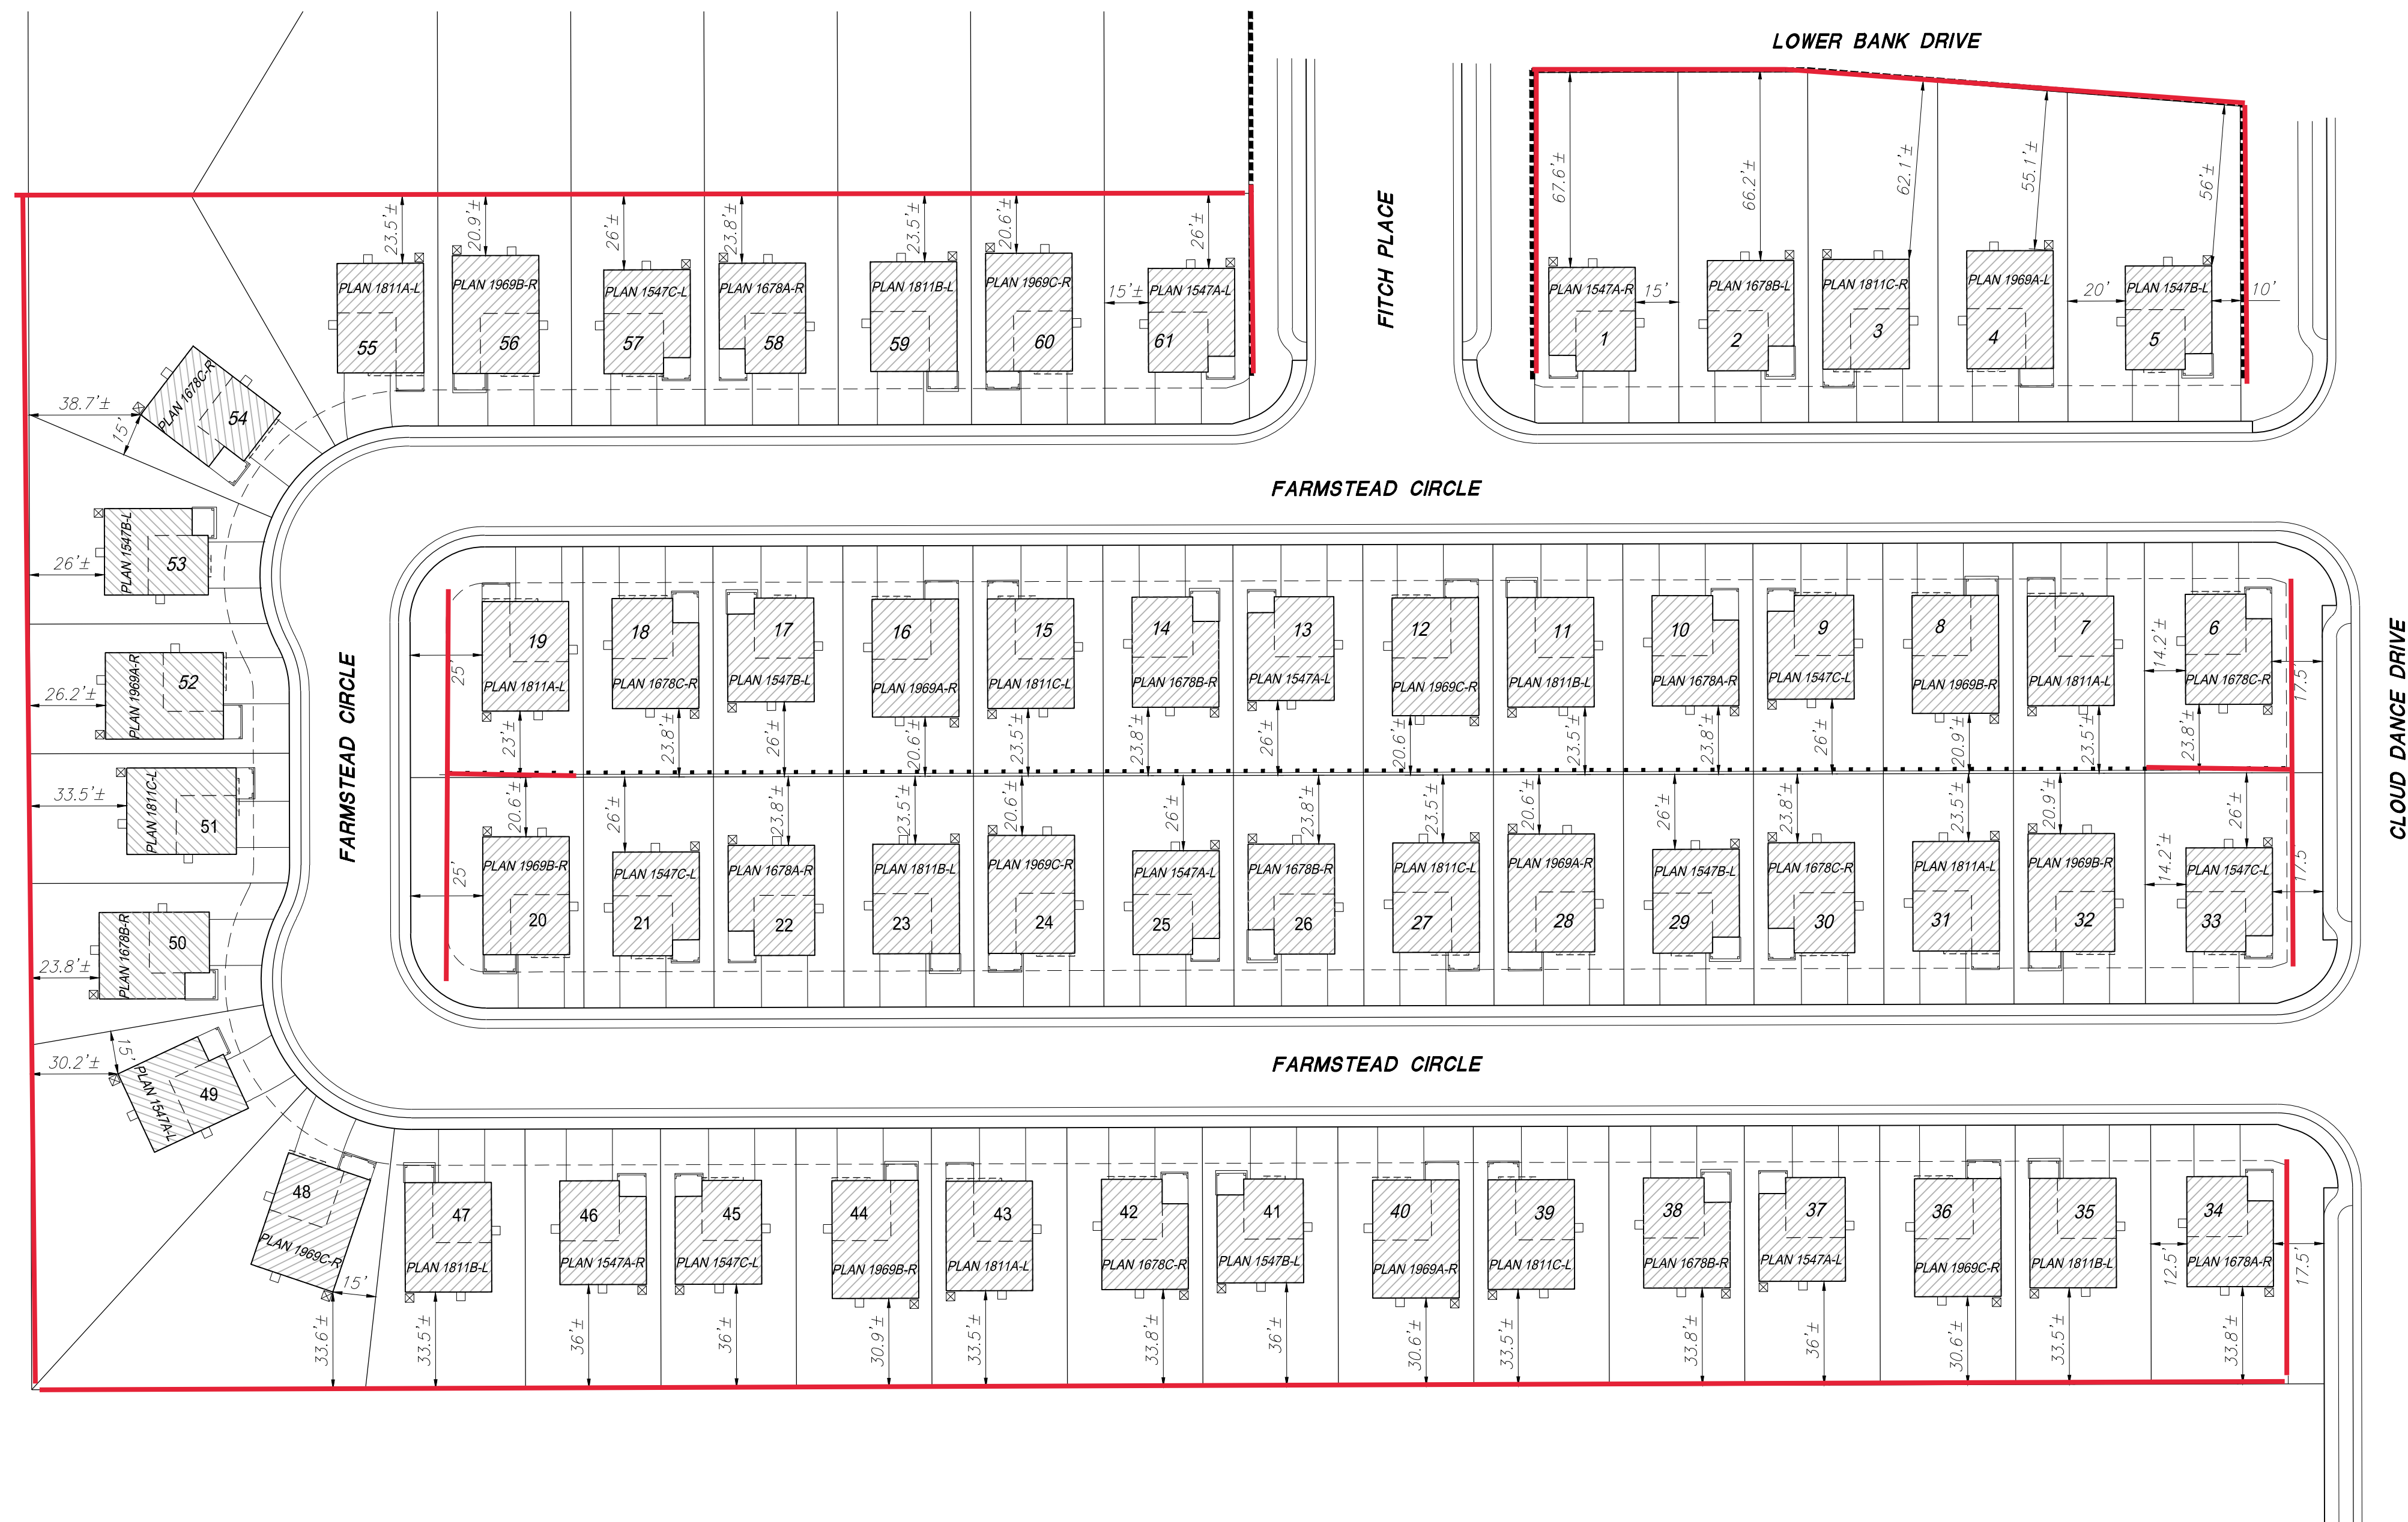 LOWER BANK DRIVE
23.5'±
20.9'±
26'±
23.8'±
23.5'±
20.6'±
26'±
15'±
PLAN 1811A-L
55
PLAN 1969B-R
56
PLAN 1547C-L
57
PLAN 1678A-R
58
PLAN 1811B-L
59
PLAN 1969C-R
60
PLAN 1547A-L
61
FITCH PLACE
67.6'±
66.2'±
62.1'±
55.1'±
56'±
PLAN 1547A-R
1
15'
PLAN 1678B-L
2
PLAN 1811C-R
3
PLAN 1969A-L
4
20'
PLAN 1547B-L
5
10'
PLAN 1678C-R
54
38.7'±
15'
FARMSTEAD CIRCLE
PLAN 1547B-L
53
26'±
PLAN 1969A-R
52
26.2'±
PLAN 1811C-L
51
33.5'±
PLAN 1678B-R
50
23.8'±
15'
30.2'±
PLAN 1547A-L
49
FARMSTEAD CIRCLE
25'
19
PLAN 1811A-L
23'±
18
PLAN 1678C-R
23.8'±
17
PLAN 1547B-L
26'±
16
PLAN 1969A-R
20.6'±
15
PLAN 1811C-L
23.5'±
14
PLAN 1678B-R
23.8'±
13
PLAN 1547A-L
26'±
12
PLAN 1969C-R
20.6'±
11
PLAN 1811B-L
23.5'±
10
PLAN 1678A-R
23.8'±
9
PLAN 1547C-L
26'±
8
PLAN 1969B-R
20.9'±
7
PLAN 1811A-L
23.5'±
14.2'±
6
PLAN 1678C-R
23.8'±
17.5'
CLOUD DANCE DRIVE
25'
20.6'±
PLAN 1969B-R
20
26'±
PLAN 1547C-L
21
23.8'±
PLAN 1678A-R
22
23.5'±
PLAN 1811B-L
23
20.6'±
PLAN 1969C-R
24
26'±
PLAN 1547A-L
25
23.8'±
PLAN 1678B-R
26
23.5'±
PLAN 1811C-L
27
20.6'±
PLAN 1969A-R
28
26'±
PLAN 1547B-L
29
23.8'±
PLAN 1678C-R
30
23.5'±
PLAN 1811A-L
31
20.9'±
PLAN 1969B-R
32
14.2'±
26'±
PLAN 1547C-L
33
17.5
FARMSTEAD CIRCLE
48
PLAN 1969C-R
15'
33.6'±
47
PLAN 1811B-L
33.5'±
46
PLAN 1547A-R
36'±
45
PLAN 1547C-L
36'±
44
PLAN 1969B-R
30.9'±
43
PLAN 1811A-L
33.5'±
42
PLAN 1678C-R
33.8'±
41
PLAN 1547B-L
36'±
40
PLAN 1969A-R
30.6'±
39
PLAN 1811C-L
33.5'±
38
PLAN 1678B-R
33.8'±
37
PLAN 1547A-L
36'±
36
PLAN 1969C-R
30.6'±
35
PLAN 1811B-L
33.5'±
12.5'
34
PLAN 1678A-R
33.8'±
17.5'